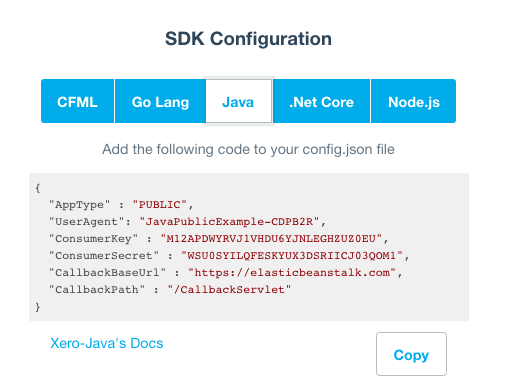 SDK Configuration
CFML Go Lang Java .Net Core Node.js
Add the following code to your config.json file
{
"AppType" : "PUBLIC",
"UserAgent": "JavaPublicExample-CDPB2R",
"ConsumerKey" : "M12APDWYRVJ1VHDU6YJNLEGHZUZ0EU",
"ConsumerSecret" : "WSU0SYILQFESKYUX3DSRIICJ03QOM1",
"CallbackBaseUrl" : "https://elasticbeanstalk.com",
"CallbackPath" : "/CallbackServlet"
}
Xero-Java's Docs
Copy